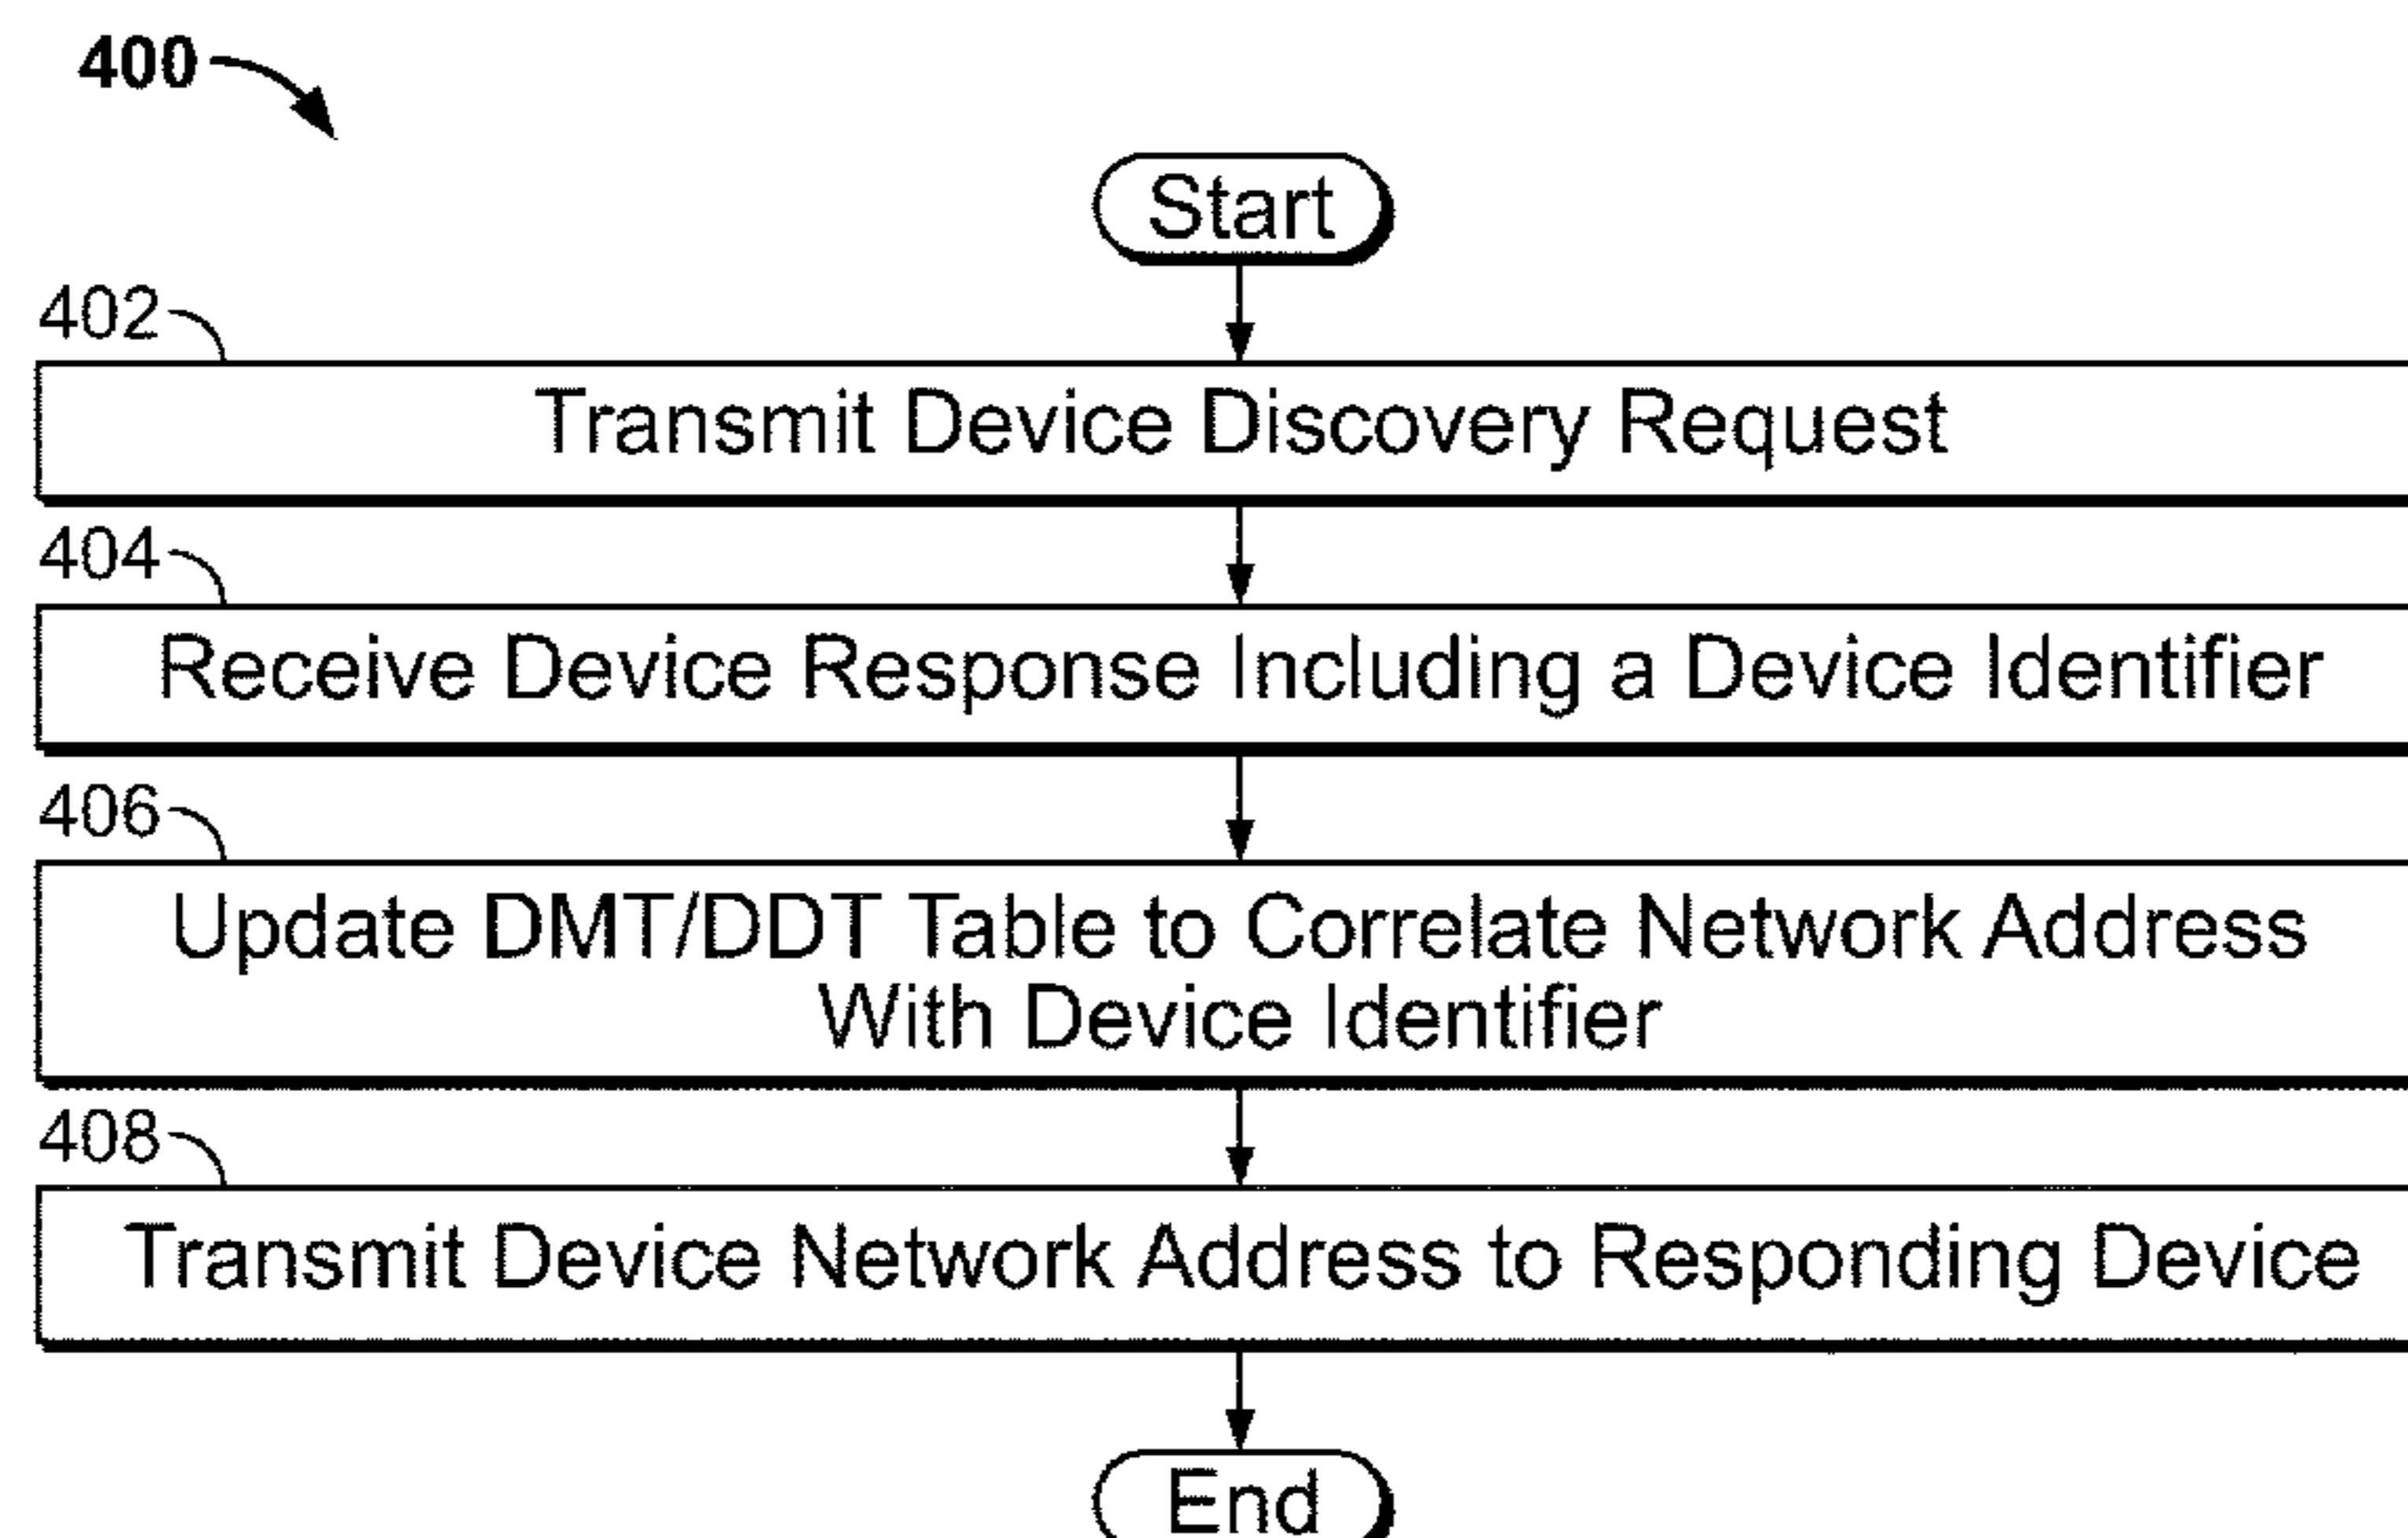 400
Start
402
Transmit Device Discovery Request
404
Receive Device Response Including a Device Identifier
406
Update DMT/DDT Table to Correlate Network Address
With Device Identifier
408
Transmit Device Network Address to Responding Device
End